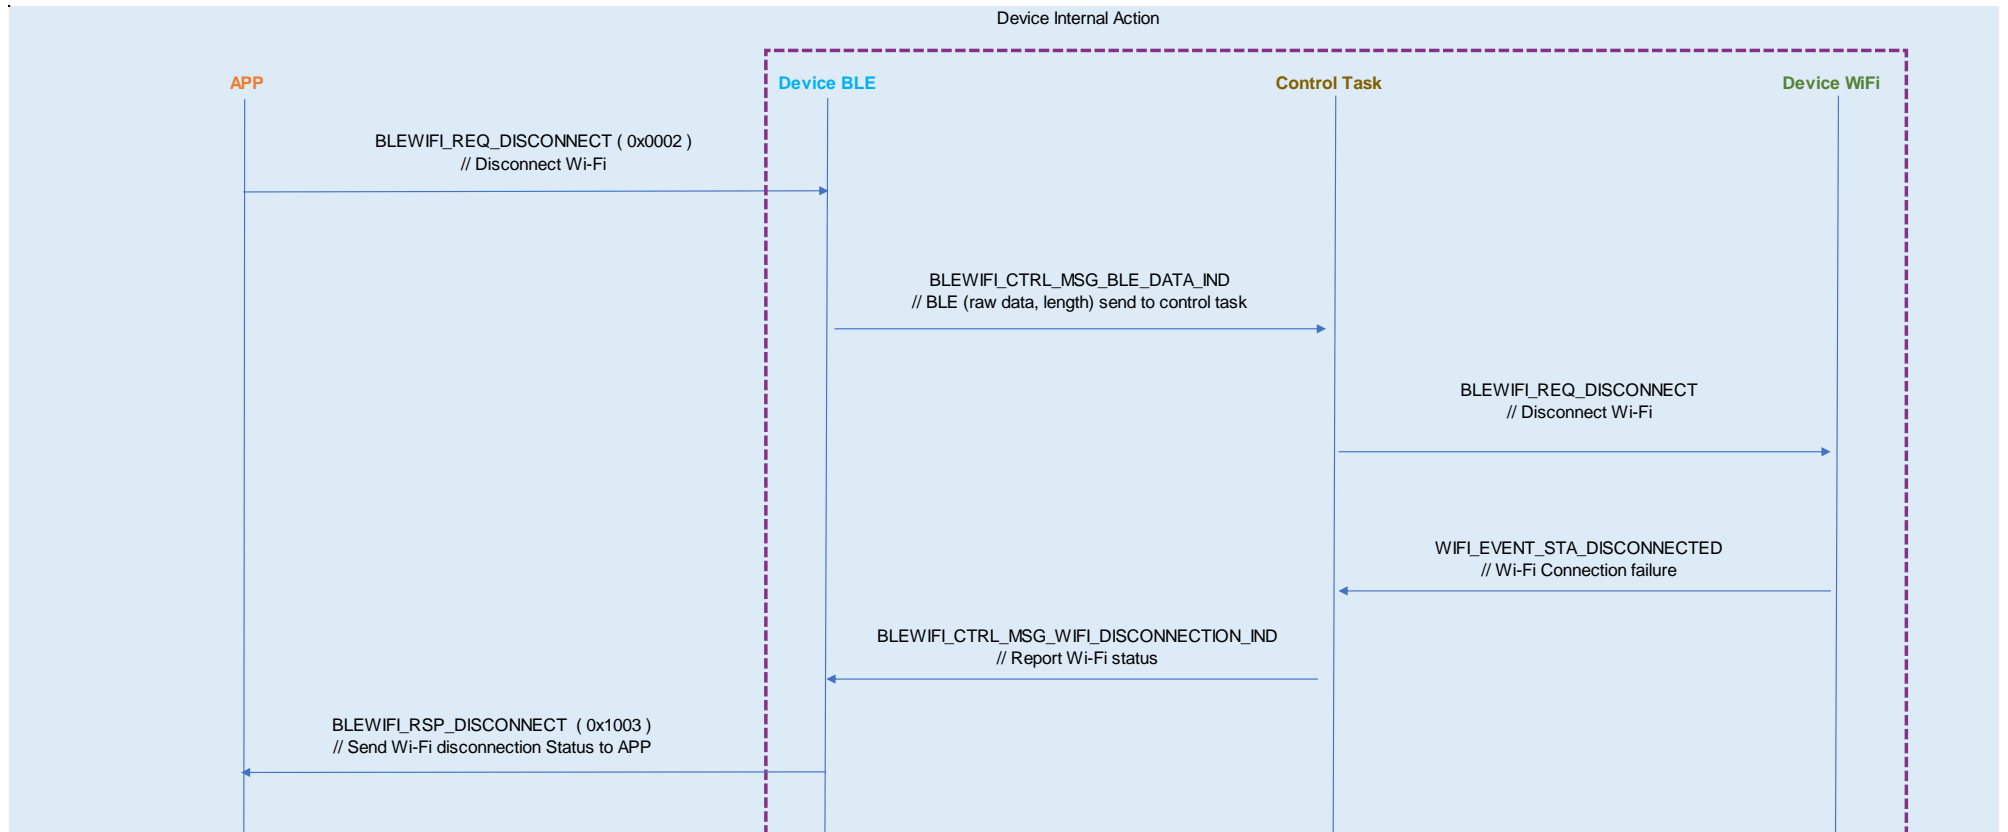 Device Internal Action
APP
Device BLE
Control Task
Device WiFi
BLEWIFI_REQ_DISCONNECT ( 0x0002 )
// Disconnect Wi-Fi
BLEWIFI_CTRL_MSG_BLE_DATA_IND
// BLE (raw data, length) send to control task
BLEWIFI_REQ_DISCONNECT
// Disconnect Wi-Fi
WIFI_EVENT_STA_DISCONNECTED
// Wi-Fi Connection failure
BLEWIFI_CTRL_MSG_WIFI_DISCONNECTION_IND
// Report Wi-Fi status
BLEWIFI_RSP_DISCONNECT ( 0x1003 )
// Send Wi-Fi disconnection Status to APP